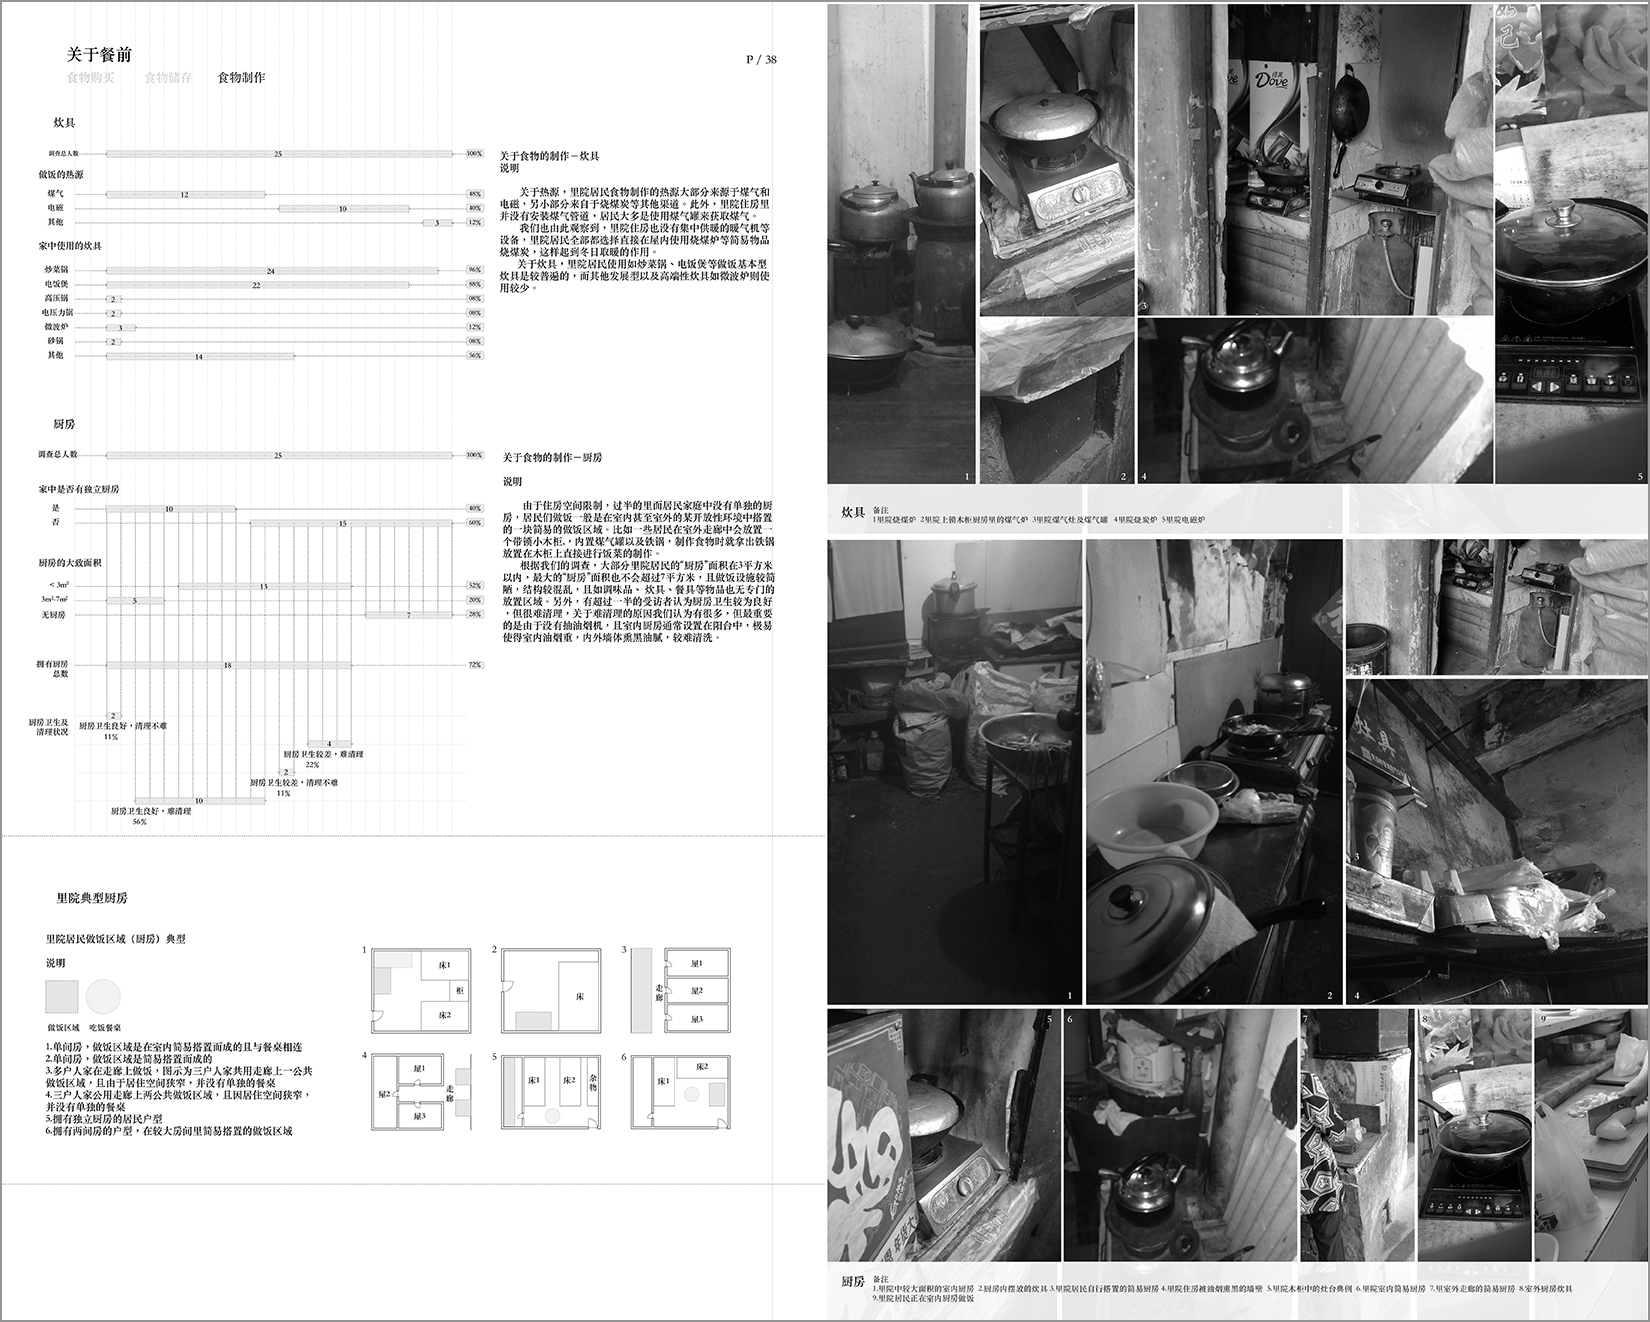 关于餐前
P / 38
食物购买 食物储存 食物制作
炊具
调查总人数 25 100%
做饭的热源
煤气 12 48%
电磁 10 40%
其他 3 12%
家中使用的炊具
炒菜锅 24 96%
电饭煲 22 88%
高压锅 2 08%
电压力锅 2 08%
微波炉 3 12%
砂锅 2 08%
其他 14 56%
关于食物的制作－炊具
说明
关于热源，里院居民食物制作的热源大部分来源于煤气和
电磁，另小部分来自于烧煤炭等其他渠道。此外，里院住房里
并没有安装煤气管道，居民大多是使用煤气罐来获取煤气。
我们也由此观察到，里院住房也没有集中供暖的暖气机等
设备，里院居民全部都选择直接在屋内使用烧煤炉等简易物品
烧煤炭，这样起到冬日取暖的作用。
关于炊具，里院居民使用如炒菜锅、电饭煲等做饭基本型
炊具是较普遍的，而其他发展型以及高端性炊具如微波炉则使
用较少。
厨房
调查总人数 25 100%
家中是否有独立厨房
是 10 40%
否 15 60%
厨房的大致面积
< 3m² 13 52%
3m²-7m² 5 20%
无厨房 7 28%
拥有厨房
总数 18 72%
厨房卫生及
清理状况
2
厨房卫生良好，清理不难
11%
4
厨房卫生较差，难清理
22%
2
厨房卫生较差，清理不难
11%
10
厨房卫生良好，难清理
56%
关于食物的制作－厨房
说明
由于住房空间限制，过半的里面居民家庭中没有单独的厨
房，居民们做饭一般是在室内甚至室外的某开放性环境中搭置
的一块简易的做饭区域。比如一些居民在室外走廊中会放置一
个带锁小木柜,，内置煤气罐以及铁锅，制作食物时就拿出铁锅
放置在木柜上直接进行饭菜的制作。
根据我们的调查，大部分里院居民的“厨房”面积在3平方米
以内，最大的“厨房”面积也不会超过7平方米，且做饭设施较简
陋，结构较混乱，且如调味品、炊具、餐具等物品也无专门的
放置区域。另外，有超过一半的受访者认为厨房卫生较为良好
，但很难清理，关于难清理的原因我们认为有很多，但最重要
的是由于没有抽油烟机，且室内厨房通常设置在阳台中，极易
使得室内油烟重，内外墙体熏黑油腻，较难清洗。
里院典型厨房
里院居民做饭区域（厨房）典型
说明
做饭区域 吃饭餐桌
1.单间房，做饭区域是在室内简易搭置而成的且与餐桌相连
2.单间房，做饭区域是简易搭置而成的
3.多户人家在走廊上做饭，图示为三户人家共用走廊上一公共
做饭区域，且由于居住空间狭窄，并没有单独的餐桌
4.三户人家公用走廊上两公共做饭区域，且因居住空间狭窄，
并没有单独的餐桌
5.拥有独立厨房的居民户型
6.拥有两间房的户型，在较大房间里简易搭置的做饭区域
1 床1 柜 床2
2 床
3 走廊 屋1 屋2 屋3
4 屋2 屋1 屋3 走廊
5 床1 床2 杂物
6 床1 床2
Dove
1 2 3 4 5
炊具 备注
1里院烧煤炉 2里院上锁木柜厨房里的煤气炉 3里院煤气灶及煤气罐 4里院烧炭炉 5里院电磁炉
1 2 3 4
5 6 7 8 9
厨房 备注
1.里院中较大面积的室内厨房 2.厨房内摆放的炊具 3.里院居民自行搭置的简易厨房 4.里院住房被油烟熏黑的墙壁 5.里院木柜中的灶台典例 6.里院室内简易厨房 7.里室外走廊的简易厨房 8.室外厨房炊具
9.里院居民正在室内厨房做饭